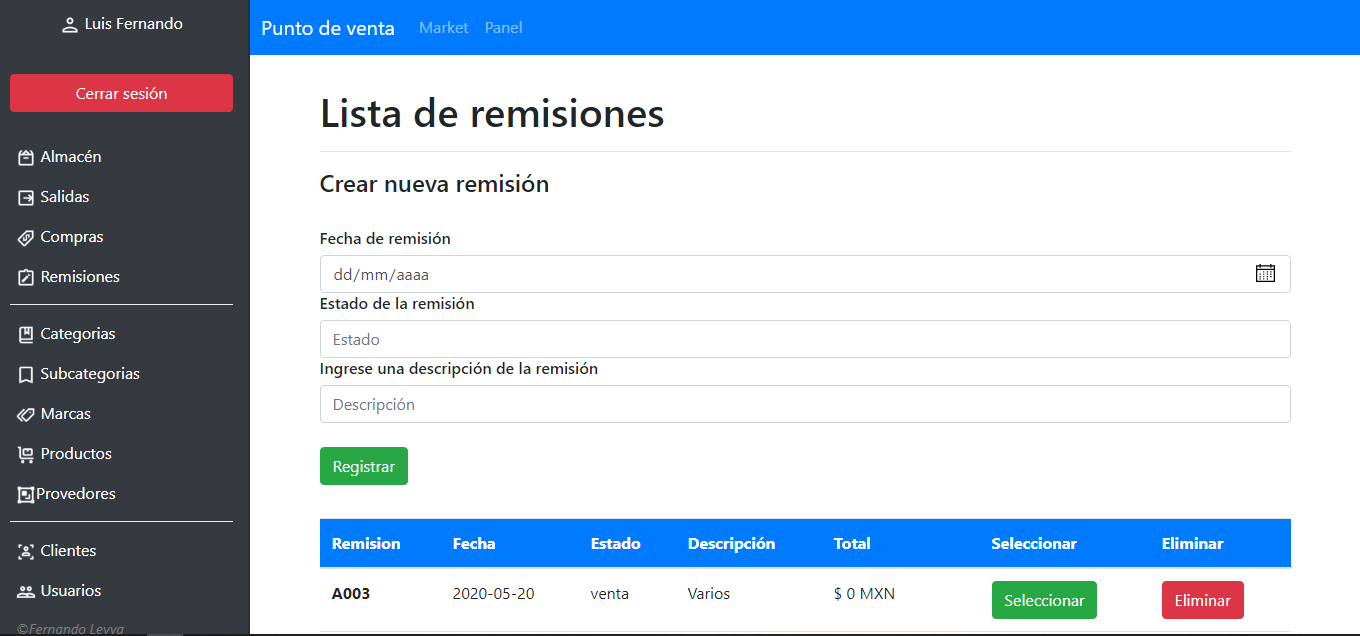 Luis Fernando
Cerrar sesión
Almacén
Salidas
Compras
Remisiones
Categorias
Subcategorias
Marcas
Productos
Provedores
Clientes
Usuarios
©Fernando Levva
Punto de venta Market Panel
Lista de remisiones
Crear nueva remisión
Fecha de remisión
dd/mm/aaaa
Estado de la remisión
Estado
Ingrese una descripción de la remisión
Descripción
Registrar
Remision Fecha Estado Descripción Total Seleccionar Eliminar
A003 2020-05-20 venta Varios $ 0 MXN Seleccionar Eliminar